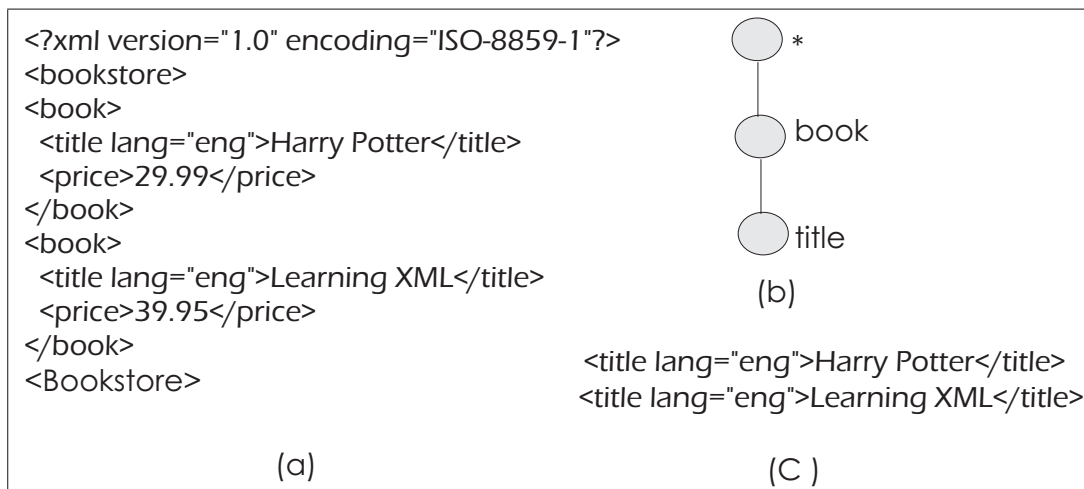 <?xml version="1.0" encoding="ISO-8859-1"?>
<bookstore>
<book>
<title lang="eng">Harry Potter</title>
<price>29.99</price>
</book>
<book>
<title lang="eng">Learning XML</title>
<price>39.95</price>
</book>
<Bookstore>
(a)
*
book
title
(b)
<title lang="eng">Harry Potter</title>
<title lang="eng">Learning XML</title>
(C )